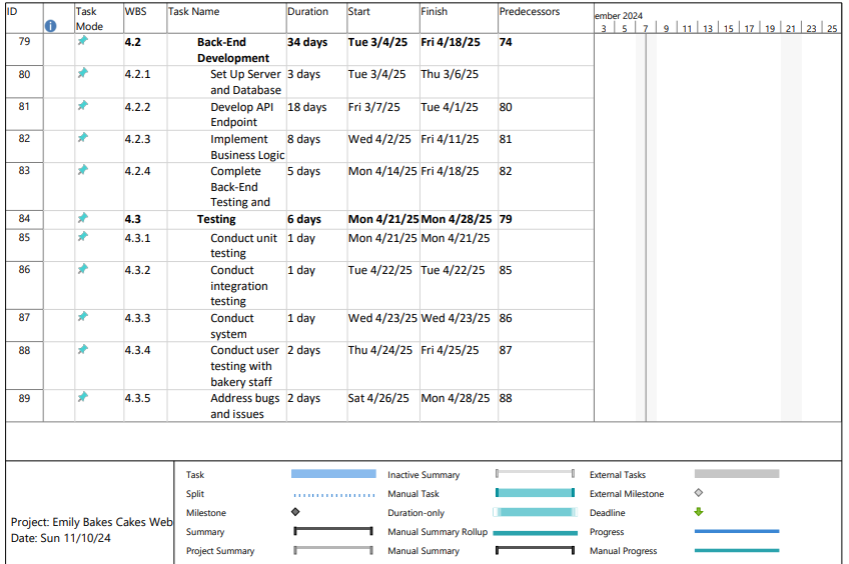 ID Task Mode WBS Task Name Duration Start Finish Predecessors
ember 2024
3 5 7 9 11 13 15 17 19 21 23 25
79 4.2 Back-End Development 34 days Tue 3/4/25 Fri 4/18/25 74
80 4.2.1 Set Up Server and Database 3 days Tue 3/4/25 Thu 3/6/25
81 4.2.2 Develop API Endpoint 18 days Fri 3/7/25 Tue 4/1/25 80
82 4.2.3 Implement Business Logic 8 days Wed 4/2/25 Fri 4/11/25 81
83 4.2.4 Complete Back-End Testing and 5 days Mon 4/14/25 Fri 4/18/25 82
84 4.3 Testing 6 days Mon 4/21/25 Mon 4/28/25 79
85 4.3.1 Conduct unit testing 1 day Mon 4/21/25 Mon 4/21/25
86 4.3.2 Conduct integration testing 1 day Tue 4/22/25 Tue 4/22/25 85
87 4.3.3 Conduct system 1 day Wed 4/23/25 Wed 4/23/25 86
88 4.3.4 Conduct user testing with bakery staff 2 days Thu 4/24/25 Fri 4/25/25 87
89 4.3.5 Address bugs and issues 2 days Sat 4/26/25 Mon 4/28/25 88
Project: Emily Bakes Cakes Web
Date: Sun 11/10/24
Task Inactive Summary External Tasks
Split Manual Task External Milestone
Milestone Duration-only Deadline
Summary Manual Summary Rollup Progress
Project Summary Manual Summary Manual Progress